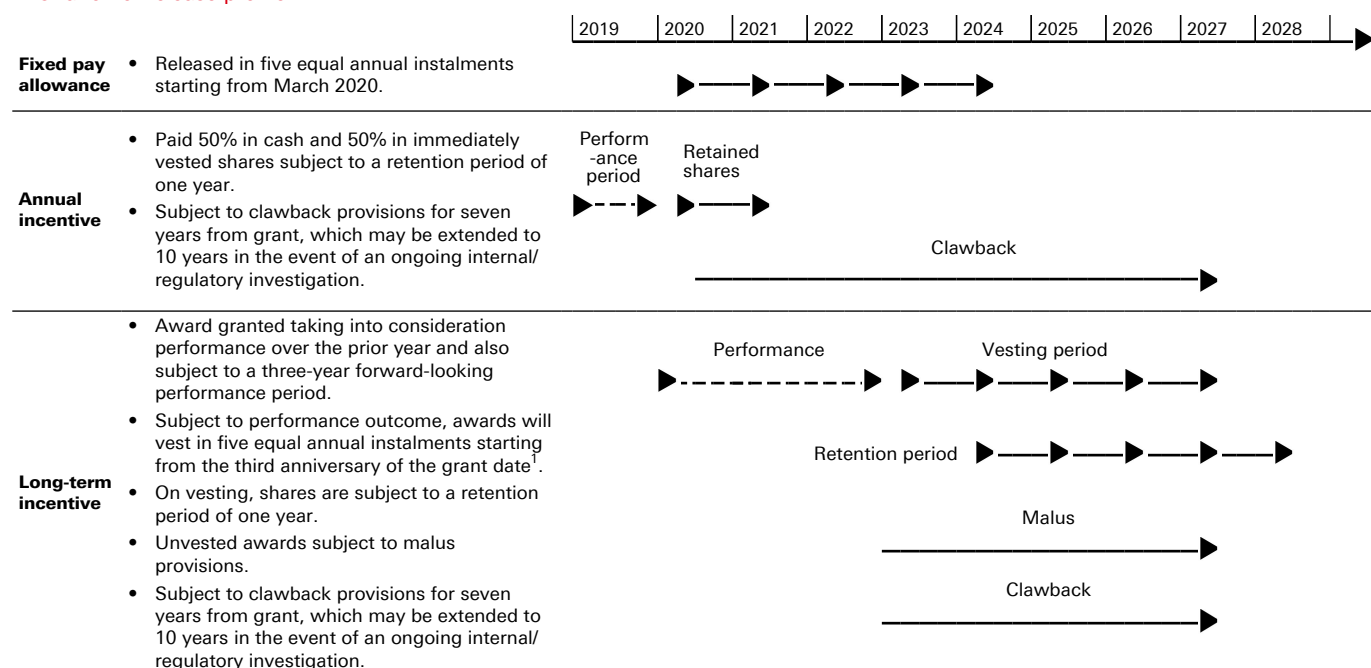 2019 2020 2021 2022 2023 2024 2025 2026 2027 2028
Fixed pay
allowance
• Released in five equal annual instalments
starting from March 2020.
Annual
incentive
• Paid 50% in cash and 50% in immediately
vested shares subject to a retention period of
one year.
• Subject to clawback provisions for seven
years from grant, which may be extended to
10 years in the event of an ongoing internal/
regulatory investigation.
Perform
-ance
period
Retained
shares
Clawback
Long-term
incentive
• Award granted taking into consideration
performance over the prior year and also
subject to a three-year forward-looking
performance period.
• Subject to performance outcome, awards will
vest in five equal annual instalments starting
from the third anniversary of the grant date1.
• On vesting, shares are subject to a retention
period of one year.
• Unvested awards subject to malus
provisions.
• Subject to clawback provisions for seven
years from grant, which may be extended to
10 years in the event of an ongoing internal/
regulatory investigation.
Performance
Vesting period
Retention period
Malus
Clawback